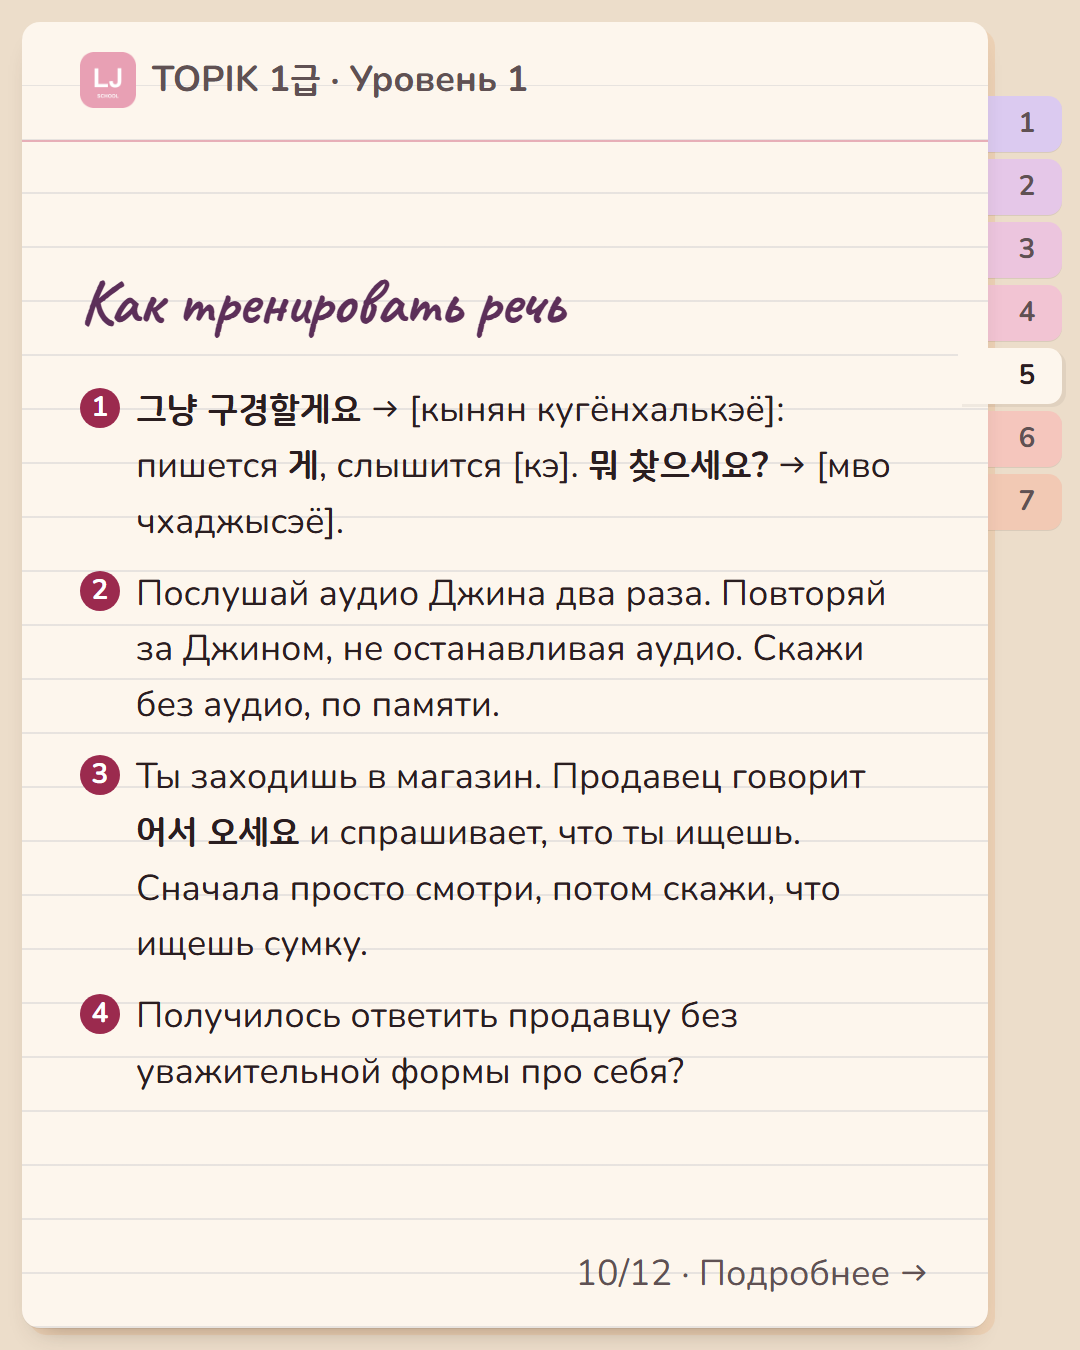 LJ
SCHOOL
TOPIK 1급 · Уровень 1
1
2
3
4
5
6
7
Как тренировать речь
1 그냥 구경할게요 → [кынян кугёнхалькэё]:
пишется 게, слышится [кэ]. 뭐 찾으세요? → [мво
чхаджысэё].
2 Послушай аудио Джина два раза. Повторяй
за Джином, не останавливая аудио. Скажи
без аудио, по памяти.
3 Ты заходишь в магазин. Продавец говорит
어서 오세요 и спрашивает, что ты ищешь.
Сначала просто смотри, потом скажи, что
ищешь сумку.
4 Получилось ответить продавцу без
уважительной формы про себя?
10/12 · Подробнее →